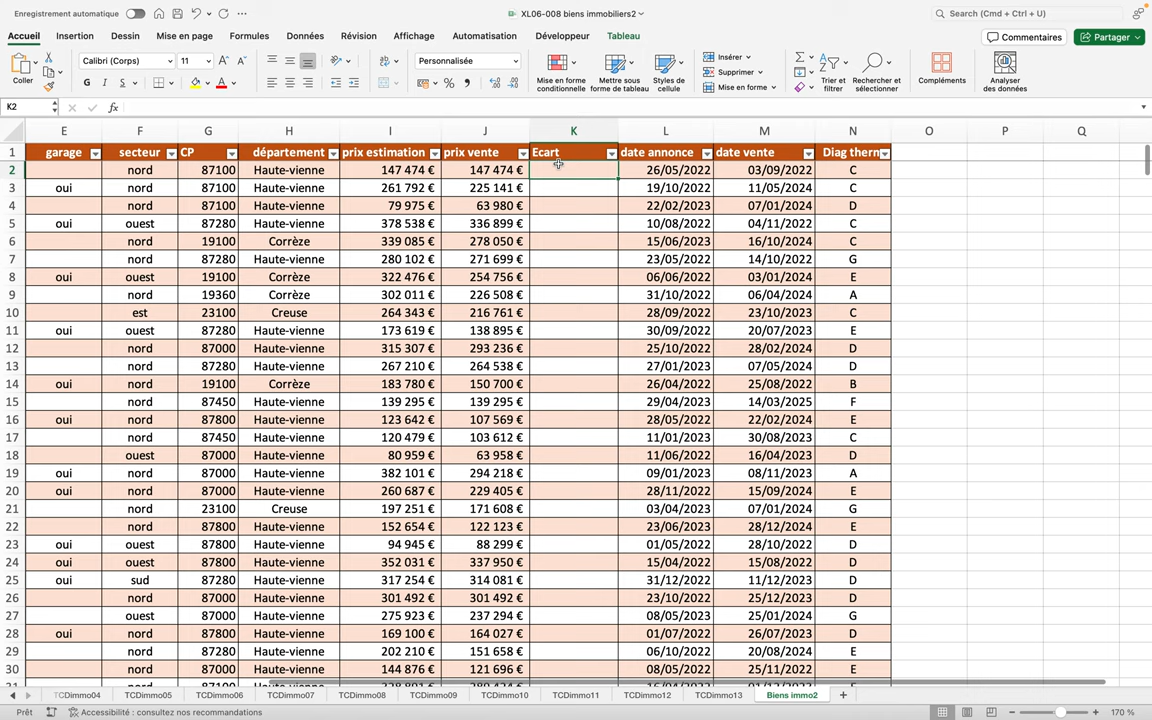 Enregistrement automatique XL06-008 biens immobiliers2 Search (Cmd + Ctrl + U)
Accueil Insertion Dessin Mise en page Formules Données Révision Affichage Automatisation Développeur Tableau Commentaires Partager
Coller Calibri (Corps) 11 Personnalisée Mise en forme conditionnelle Mettre sous forme de tableau Styles de cellule Insérer Supprimer Mise en forme Trier et filtrer Rechercher et sélectionner Compléments Analyse des données
K2 fx
E F G H I J K L M N O P Q
1 garage secteur CP département prix estimation prix vente Ecart date annonce date vente Diag therm
2 nord 87100 Haute-vienne 147 474 € 147 474 € 26/05/2022 03/09/2022 C
3 oui nord 87100 Haute-vienne 261 792 € 225 141 € 19/10/2022 11/05/2024 C
4 nord 87100 Haute-vienne 79 975 € 63 980 € 22/02/2023 07/01/2024 D
5 oui ouest 87280 Haute-vienne 378 538 € 336 899 € 10/08/2022 04/11/2022 C
6 nord 19100 Corrèze 339 085 € 278 050 € 15/06/2023 16/10/2024 C
7 nord 87280 Haute-vienne 280 102 € 271 699 € 23/05/2022 14/10/2022 G
8 oui ouest 19100 Corrèze 322 476 € 254 756 € 06/06/2022 03/01/2024 E
9 nord 19360 Corrèze 302 011 € 226 508 € 31/10/2022 06/04/2024 A
10 est 23100 Creuse 264 343 € 216 761 € 28/09/2022 23/10/2023 C
11 oui ouest 87280 Haute-vienne 173 619 € 138 895 € 30/09/2022 20/07/2023 E
12 nord 87000 Haute-vienne 315 307 € 293 236 € 25/10/2022 28/02/2024 D
13 nord 87280 Haute-vienne 267 210 € 264 538 € 27/01/2023 07/05/2024 D
14 oui nord 19100 Corrèze 183 780 € 150 700 € 26/04/2022 25/08/2022 B
15 nord 87450 Haute-vienne 139 295 € 139 295 € 29/04/2023 14/03/2025 F
16 oui nord 87800 Haute-vienne 123 642 € 107 569 € 28/05/2022 22/02/2024 E
17 nord 87450 Haute-vienne 120 479 € 103 612 € 11/01/2023 30/08/2023 C
18 ouest 87000 Haute-vienne 80 959 € 63 958 € 11/06/2022 16/04/2023 D
19 oui nord 87000 Haute-vienne 382 101 € 294 218 € 09/01/2023 08/11/2023 A
20 oui nord 87000 Haute-vienne 260 687 € 229 405 € 28/11/2022 15/09/2024 E
21 nord 23100 Creuse 197 251 € 171 608 € 03/04/2023 07/01/2024 G
22 nord 87800 Haute-vienne 152 654 € 122 123 € 23/06/2023 28/12/2024 E
23 oui ouest 87800 Haute-vienne 94 945 € 88 299 € 01/05/2022 28/10/2022 D
24 oui ouest 87800 Haute-vienne 352 031 € 337 950 € 15/04/2022 15/08/2022 D
25 oui sud 87280 Haute-vienne 317 254 € 314 081 € 31/12/2022 11/12/2023 D
26 nord 87000 Haute-vienne 301 492 € 301 492 € 23/10/2022 25/12/2023 D
27 ouest 87000 Haute-vienne 275 923 € 237 294 € 08/05/2023 25/01/2024 G
28 oui nord 87800 Haute-vienne 169 100 € 164 027 € 01/07/2022 26/07/2023 D
29 nord 87280 Haute-vienne 202 210 € 151 658 € 06/10/2022 20/08/2024 E
30 nord 87000 Haute-vienne 144 876 € 121 696 € 08/05/2022 25/11/2022 E
TCDimmo04 TCDimmo05 TCDimmo06 TCDimmo07 TCDimmo08 TCDimmo09 TCDimmo10 TCDimmo11 TCDimmo12 TCDimmo13 Biens immo2
Prêt Accessibilité : consultez nos recommandations 170 %